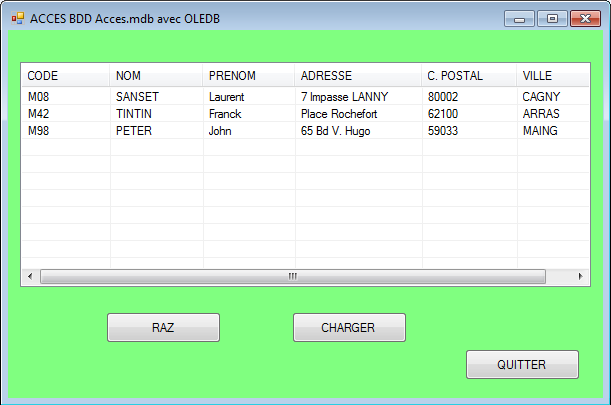 ACCES BDD Acces.mdb avec OLEDB
CODE NOM PRENOM ADRESSE C. POSTAL VILLE
M08 SANSET Laurent 7 Impasse LANNY 80002 CAGNY
M42 TINTIN Franck Place Rochefort 62100 ARRAS
M98 PETER John 65 Bd V. Hugo 59033 MAING
RAZ CHARGER
QUITTER